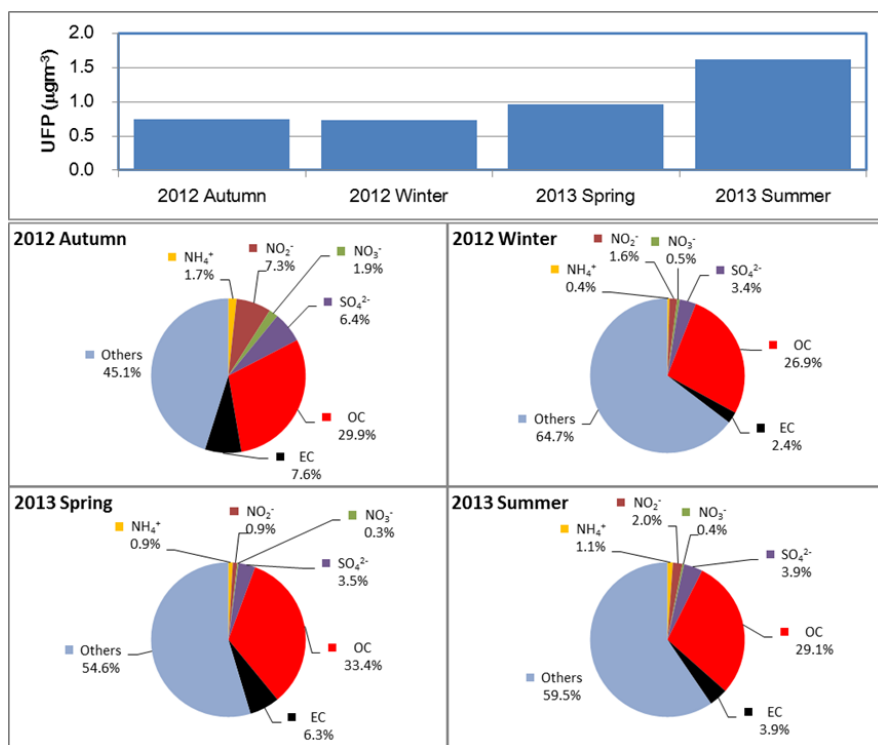 UFP (µgm⁻³)
2.0
1.5
1.0
0.5
0.0
2012 Autumn
2012 Winter
2013 Spring
2013 Summer
2012 Autumn
NH₄⁺
1.7%
NO₂⁻
7.3%
NO₃⁻
1.9%
SO₄²⁻
6.4%
OC
29.9%
EC
7.6%
Others
45.1%
2012 Winter
NH₄⁺
0.4%
NO₂⁻
1.6%
NO₃⁻
0.5%
SO₄²⁻
3.4%
OC
26.9%
EC
2.4%
Others
64.7%
2013 Spring
NH₄⁺
0.9%
NO₂⁻
0.9%
NO₃⁻
0.3%
SO₄²⁻
3.5%
OC
33.4%
EC
6.3%
Others
54.6%
2013 Summer
NH₄⁺
1.1%
NO₂⁻
2.0%
NO₃⁻
0.4%
SO₄²⁻
3.9%
OC
29.1%
EC
3.9%
Others
59.5%